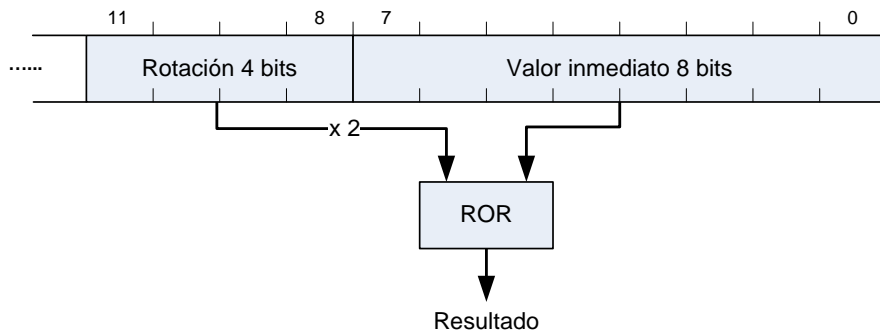 11 8 7 0
...... Rotación 4 bits Valor inmediato 8 bits
x 2
ROR
Resultado